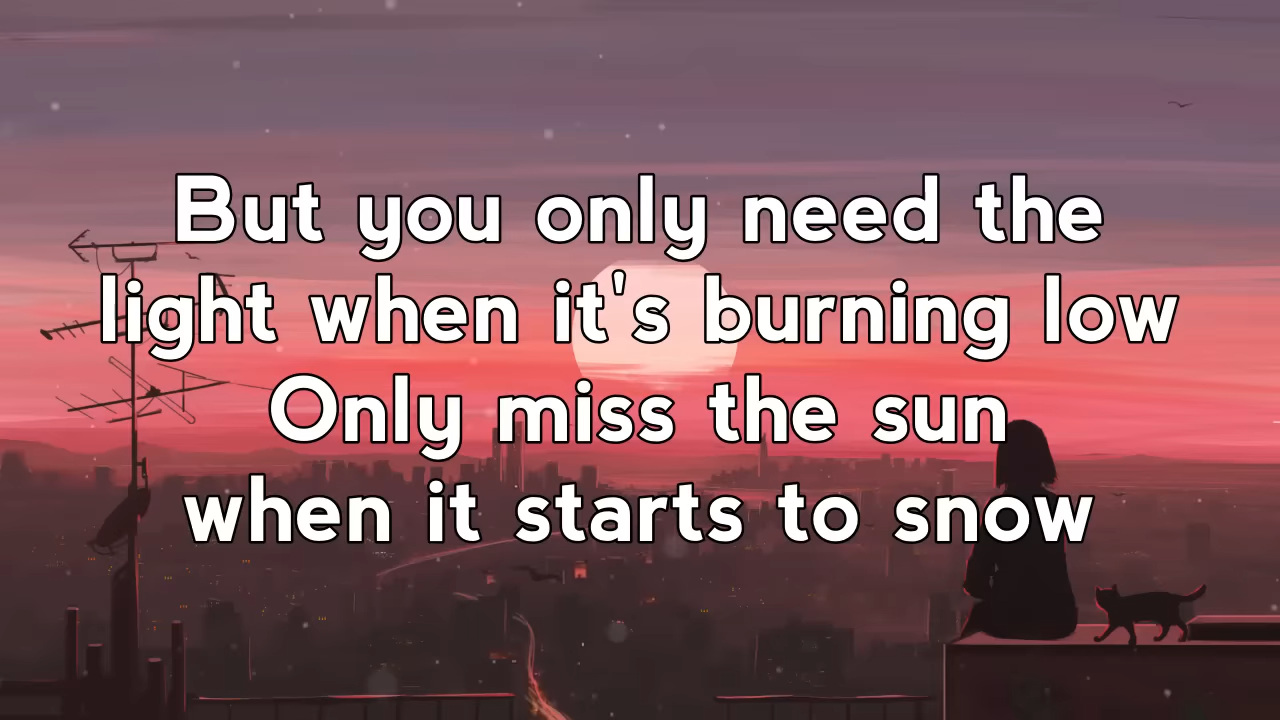 But you only need the
light when it's burning low
Only miss the sun
when it starts to snow